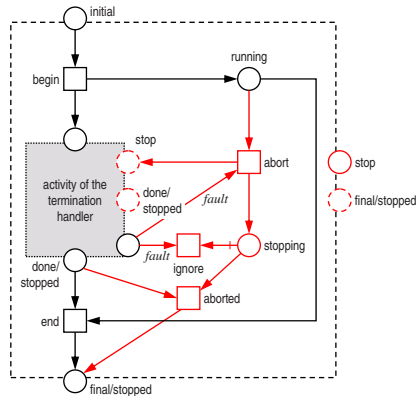 initial
running
begin
stop
abort
stop
activity of the
termination
handler
done/
stopped
fault
final/stopped
fault
stopping
ignore
done/
stopped
aborted
end
final/stopped